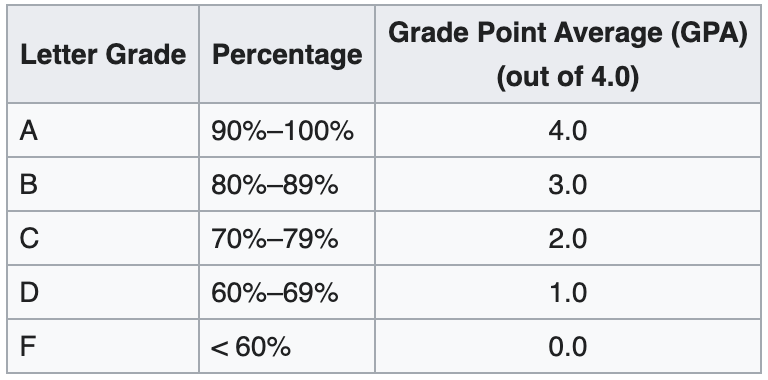 Letter Grade Percentage Grade Point Average (GPA)
(out of 4.0)
A 90%–100% 4.0
B 80%–89% 3.0
C 70%–79% 2.0
D 60%–69% 1.0
F < 60% 0.0